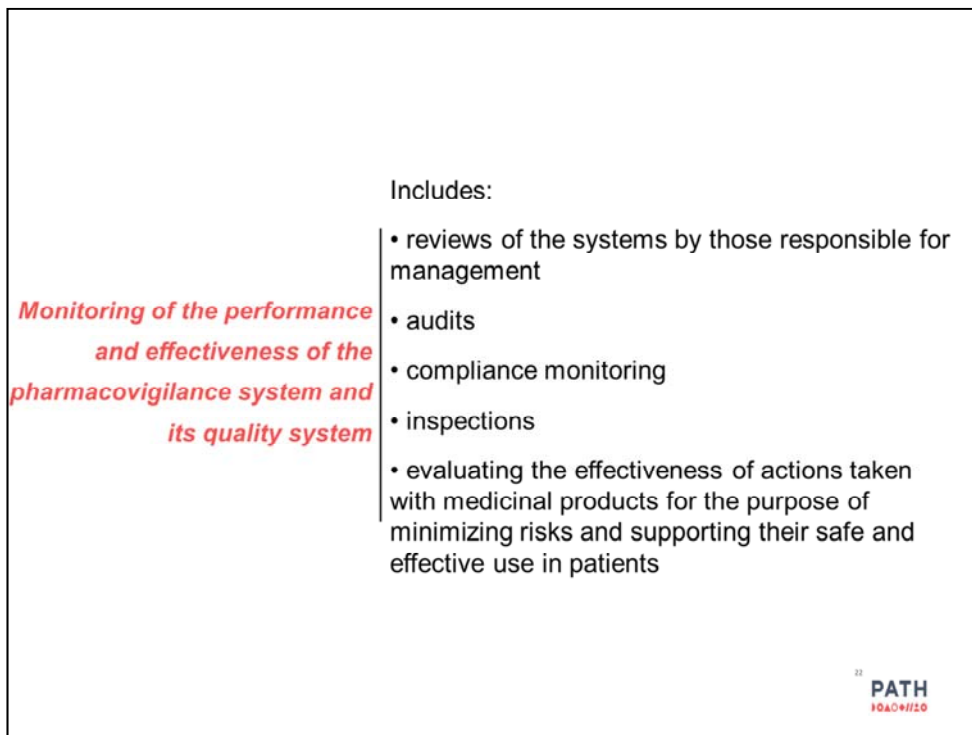 Monitoring of the performance
and effectiveness of the
pharmacovigilance system and
its quality system
Includes:
• reviews of the systems by those responsible for
management
• audits
• compliance monitoring
• inspections
• evaluating the effectiveness of actions taken
with medicinal products for the purpose of
minimizing risks and supporting their safe and
effective use in patients
22
PATH